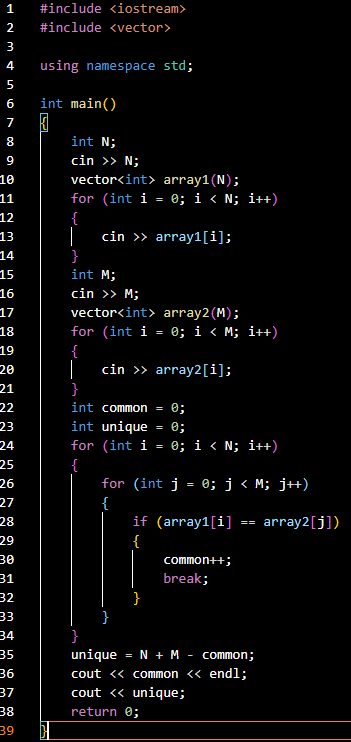 1 #include <iostream>
2 #include <vector>
3
4 using namespace std;
5
6 int main()
7 {
8     int N;
9     cin >> N;
10     vector<int> array1(N);
11     for (int i = 0; i < N; i++)
12     {
13         cin >> array1[i];
14     }
15     int M;
16     cin >> M;
17     vector<int> array2(M);
18     for (int i = 0; i < M; i++)
19     {
20         cin >> array2[i];
21     }
22     int common = 0;
23     int unique = 0;
24     for (int i = 0; i < N; i++)
25     {
26         for (int j = 0; j < M; j++)
27         {
28             if (array1[i] == array2[j])
29             {
30                 common++;
31                 break;
32             }
33         }
34     }
35     unique = N + M - common;
36     cout << common << endl;
37     cout << unique;
38     return 0;
39 }